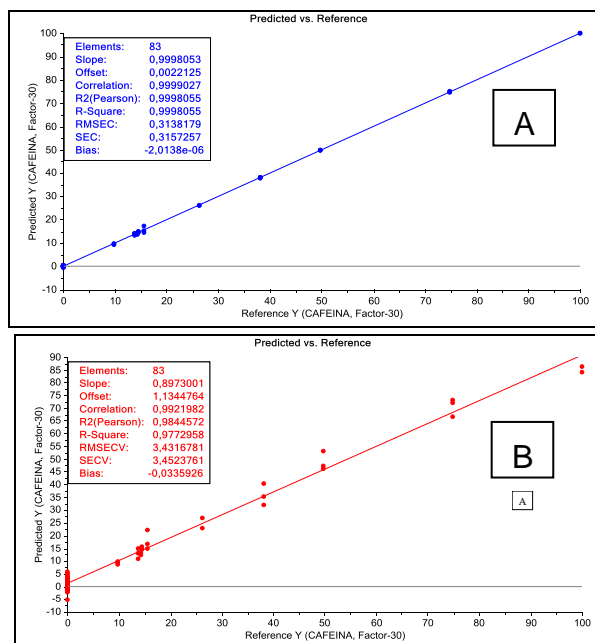 Predicted vs. Reference
Elements: 83
Slope: 0,9998053
Offset: 0,0022125
Correlation: 0,9999027
R2(Pearson): 0,9998055
R-Square: 0,9998055
RMSEC: 0,3138179
SEC: 0,3157257
Bias: -2,0138e-06
A
Predicted Y (CAFEINA, Factor-30)
100
90
80
70
60
50
40
30
20
10
0
-10
0 10 20 30 40 50 60 70 80 90 100
Reference Y (CAFEINA, Factor-30)
Predicted vs. Reference
Elements: 83
Slope: 0,8973001
Offset: 1,1344764
Correlation: 0,9921982
R2(Pearson): 0,9844572
R-Square: 0,9772958
RMSECV: 3,4316781
SECV: 3,4523761
Bias: -0,0335926
B
A
Predicted Y (CAFEINA, Factor-30)
90
85
80
75
70
65
60
55
50
45
40
35
30
25
20
15
10
5
0
-5
-10
0 10 20 30 40 50 60 70 80 90 100
Reference Y (CAFEINA, Factor-30)